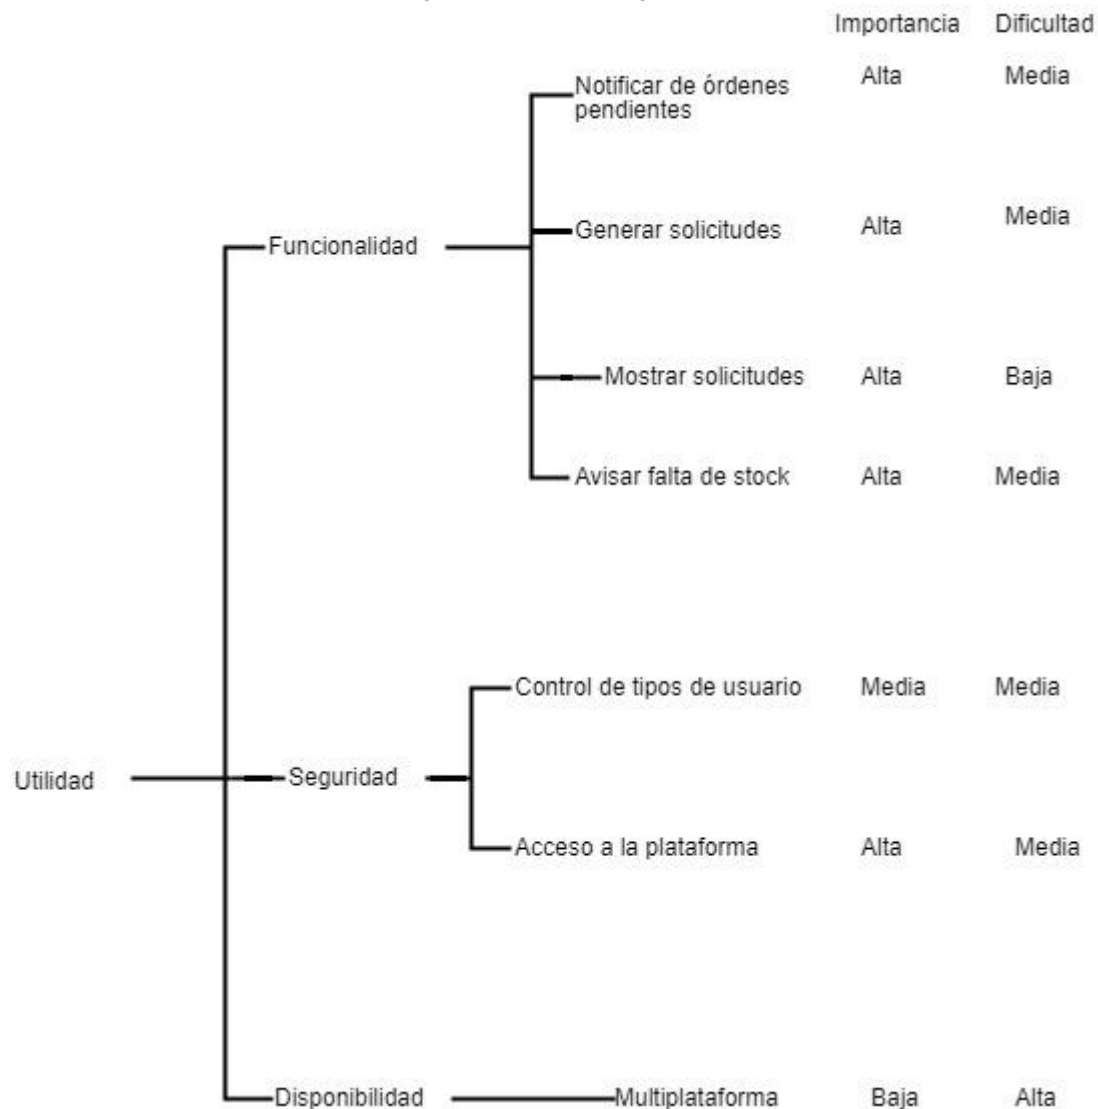 Importancia Dificultad
Notificar de órdenes
pendientes
Alta Media
Generar solicitudes Alta Media
Funcionalidad
Mostrar solicitudes Alta Baja
Avisar falta de stock Alta Media
Control de tipos de usuario Media Media
Utilidad
Seguridad
Acceso a la plataforma Alta Media
Disponibilidad Multiplataforma Baja Alta